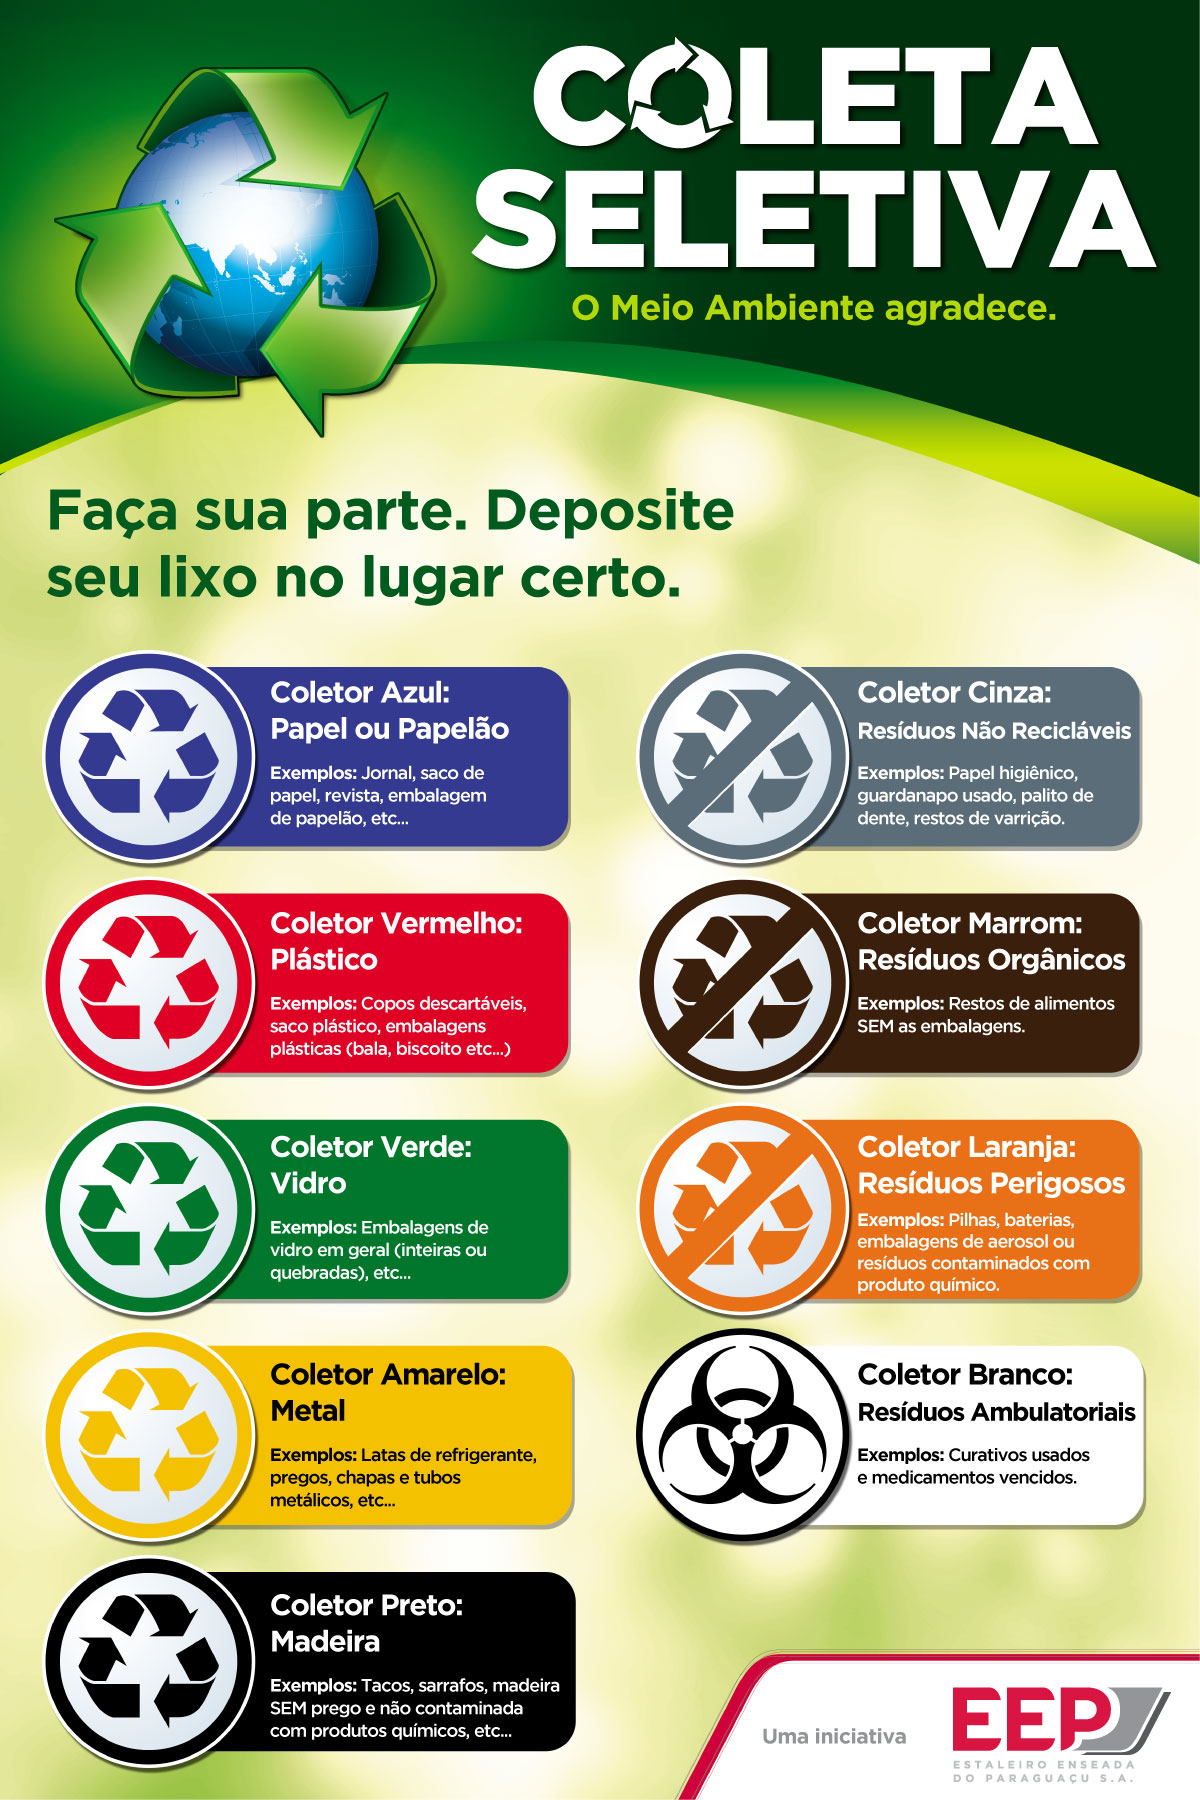 COLETA
SELETIVA
O Meio Ambiente agradece.
Faça sua parte. Deposite
seu lixo no lugar certo.
Coletor Azul:
Papel ou Papelão
Exemplos: Jornal, saco de
papel, revista, embalagem
de papelão, etc...
Coletor Vermelho:
Plástico
Exemplos: Copos descartáveis,
saco plástico, embalagens
plásticas (bala, biscoito etc...)
Coletor Verde:
Vidro
Exemplos: Embalagens de
vidro em geral (inteiras ou
quebradas), etc...
Coletor Amarelo:
Metal
Exemplos: Latas de refrigerante,
pregos, chapas e tubos
metálicos, etc...
Coletor Preto:
Madeira
Exemplos: Tacos, sarrafos, madeira
SEM prego e não contaminada
com produtos químicos, etc...
Coletor Cinza:
Resíduos Não Recicláveis
Exemplos: Papel higiênico,
guardanapo usado, palito de
dente, restos de varrição.
Coletor Marrom:
Resíduos Orgânicos
Exemplos: Restos de alimentos
SEM as embalagens.
Coletor Laranja:
Resíduos Perigosos
Exemplos: Pilhas, baterias,
embalagens de aerosol ou
resíduos contaminados com
produto químico.
Coletor Branco:
Resíduos Ambulatoriais
Exemplos: Curativos usados
e medicamentos vencidos.
Uma iniciativa
EEP
ESTALEIRO ENSEADA
DO PARAGUAÇU S.A.